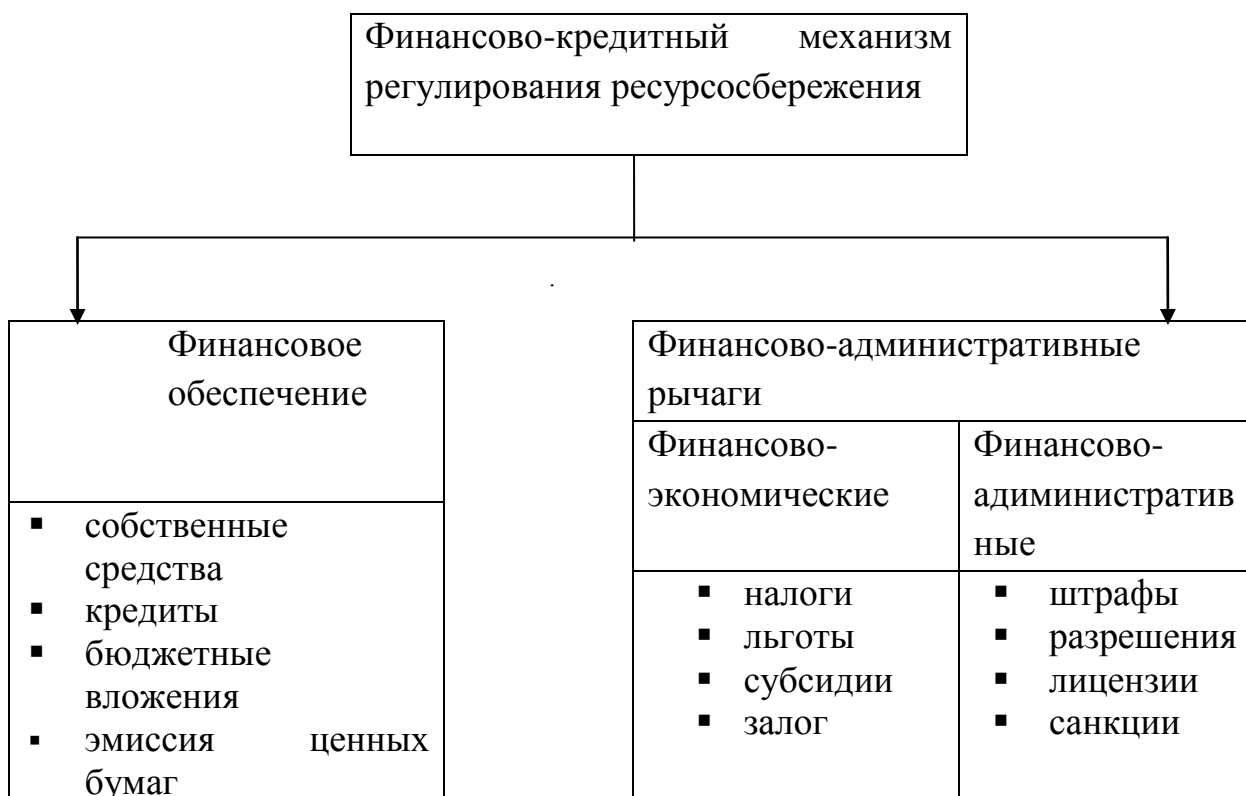 Финансово-кредитный механизм
регулирования ресурсосбережения
Финансовое
обеспечение
собственные
средства
кредиты
бюджетные
вложения
эмиссия ценных
бумаг
Финансово-административные
рычаги
Финансово-
экономические
Финансово-
адиминистратив
ные
налоги
льготы
субсидии
залог
штрафы
разрешения
лицензии
санкции